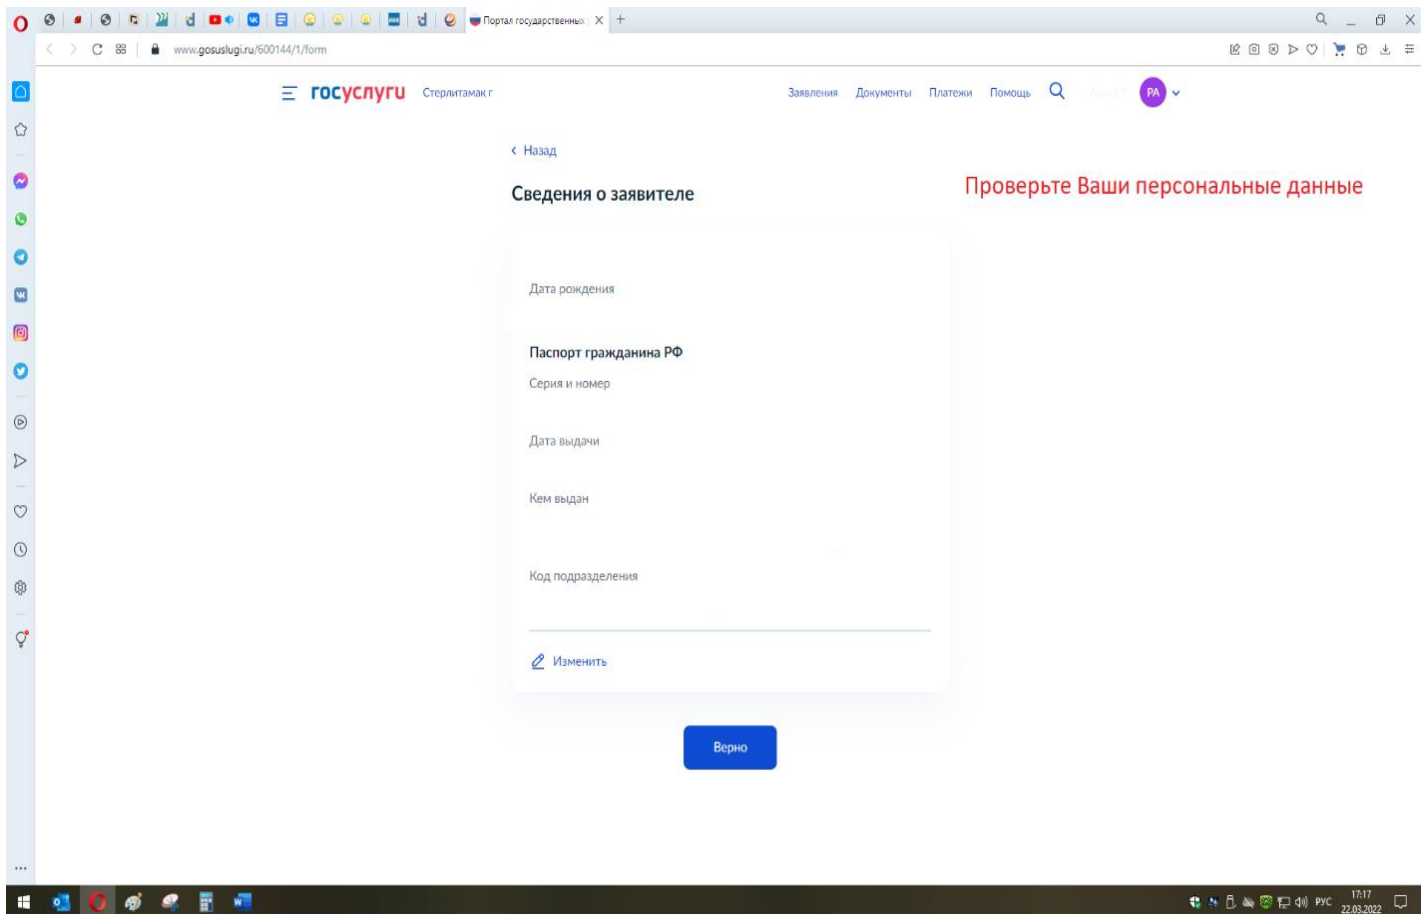 Портал государственных
www.gosuslugi.ru/600144/1/form
госуслуги Стерлитамак г Заявления Документы Платежи Помощь РА
Назад
Сведения о заявителе
Проверьте Ваши персональные данные
Дата рождения
Паспорт гражданина РФ
Серия и номер
Дата выдачи
Кем выдан
Код подразделения
Изменить
Верно
РУС 17:17
22.03.2022